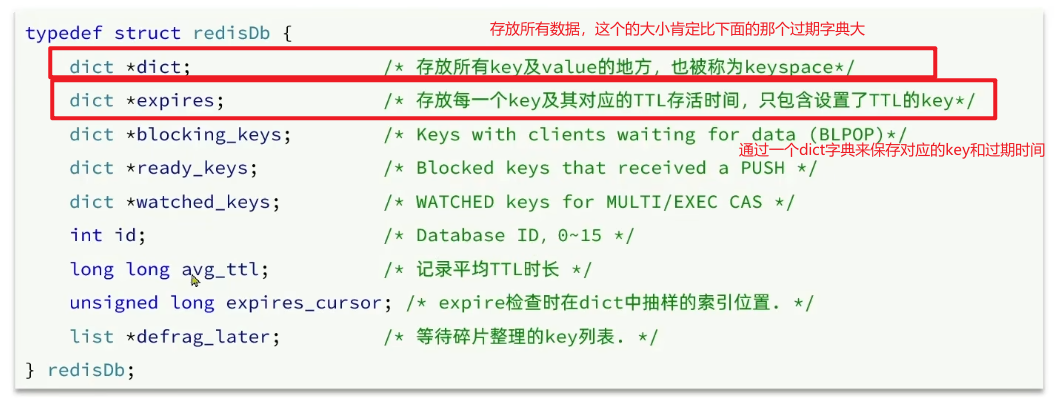 typedef struct redisDb {
存放所有数据，这个的大小肯定比下面的那个过期字典大
dict *dict; /* 存放所有key及value的地方，也被称为keyspace*/
dict *expires; /* 存放每一个key及其对应的TTL存活时间，只包含设置了TTL的key*/
dict *blocking_keys; /* Keys with clients waiting for data (BLPOP)*/
通过一个dict字典来保存对应的key和过期时间
dict *ready_keys; /* Blocked keys that received a PUSH */
dict *watched_keys; /* WATCHED keys for MULTI/EXEC CAS */
int id; /* Database ID，0~15 */
long long avg_ttl; /* 记录平均TTL时长 */
unsigned long expires_cursor; /* expire检查时在dict中抽样的索引位置. */
list *defrag_later; /* 等待碎片整理的key列表. */
} redisDb;